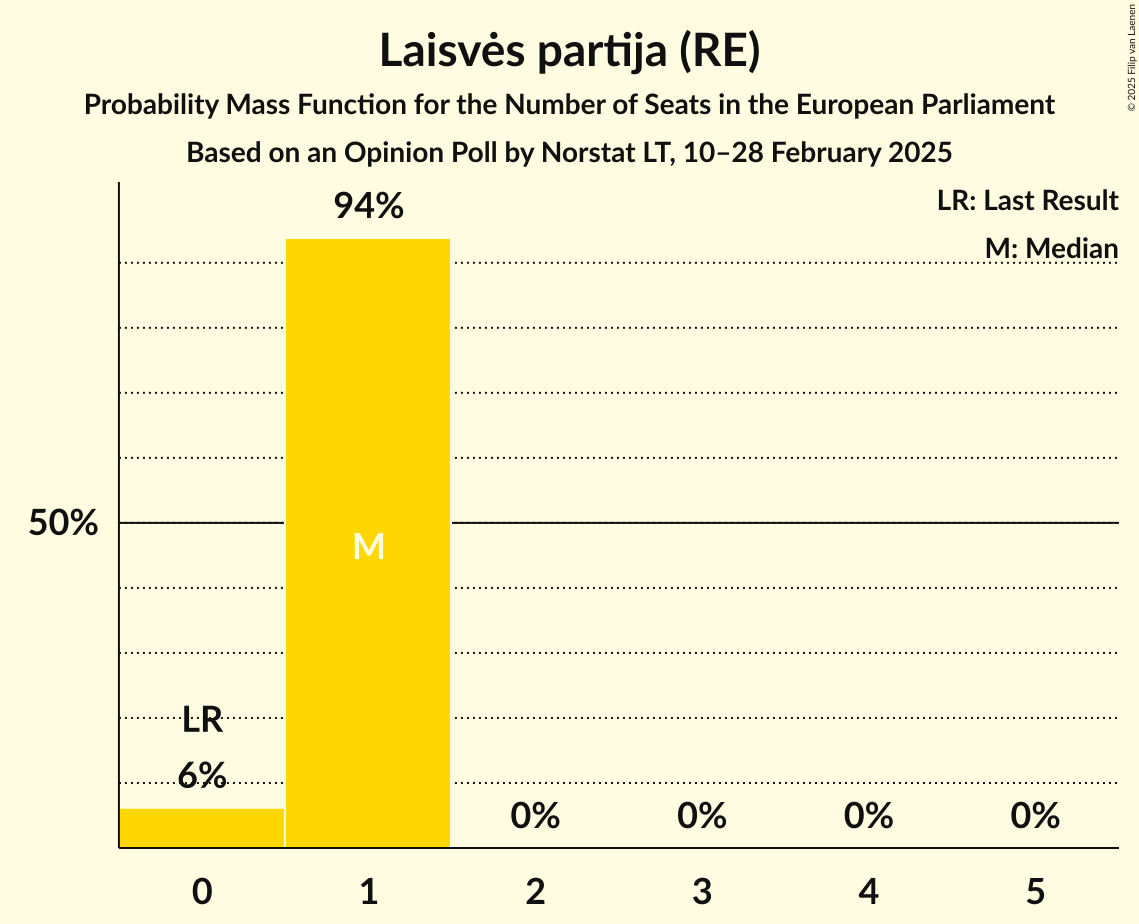 Laisvės partija (RE)
Probability Mass Function for the Number of Seats in the European Parliament
Based on an Opinion Poll by Norstat LT, 10–28 February 2025
© 2025 Filip van Laenen
LR: Last Result
M: Median
94%
50%
M
LR
6%
0% 0% 0% 0%
0 1 2 3 4 5